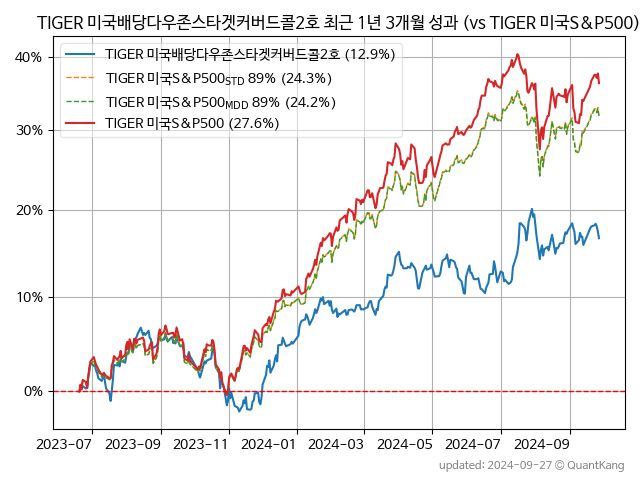 TIGER 미국배당다우존스타겟커버드콜2호 최근 1년 3개월 성과 (vs TIGER 미국S&P500)
TIGER 미국배당다우존스타겟커버드콜2호 (12.9%)
TIGER 미국S&P500STD 89% (24.3%)
TIGER 미국S&P500MDD 89% (24.2%)
TIGER 미국S&P500 (27.6%)
40%
30%
20%
10%
0%
2023-07 2023-09 2023-11 2024-01 2024-03 2024-05 2024-07 2024-09
updated: 2024-09-27 © QuantKang